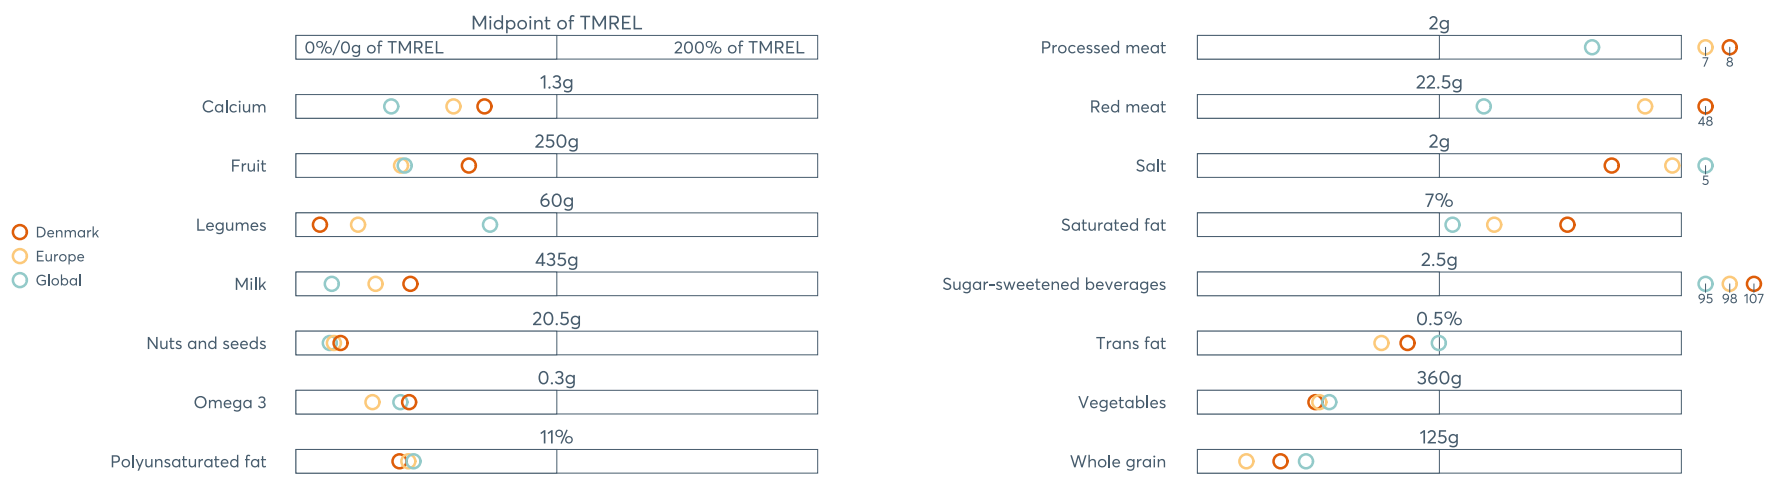 Midpoint of TMREL
0%/0g of TMREL 200% of TMREL
1.3g
Calcium
250g
Fruit
60g
Legumes
435g
Milk
20.5g
Nuts and seeds
0.3g
Omega 3
11%
Polyunsaturated fat
Denmark
Europe
Global
2g
Processed meat
7 8
22.5g
Red meat
48
2g
Salt
5
7%
Saturated fat
2.5g
Sugar-sweetened beverages
95 98 107
0.5%
Trans fat
360g
Vegetables
125g
Whole grain